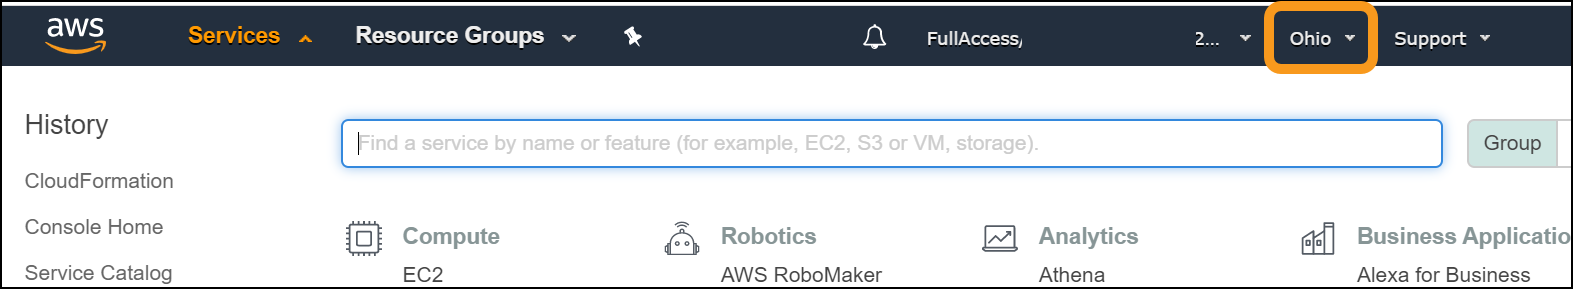 aws Services Resource Groups FullAccess/ 2... Ohio Support
History
Find a service by name or feature (for example, EC2, S3 or VM, storage).
Group
CloudFormation
Console Home
Service Catalog
Compute
EC2
Robotics
AWS RoboMaker
Analytics
Athena
Business Applicatio
Alexa for Business